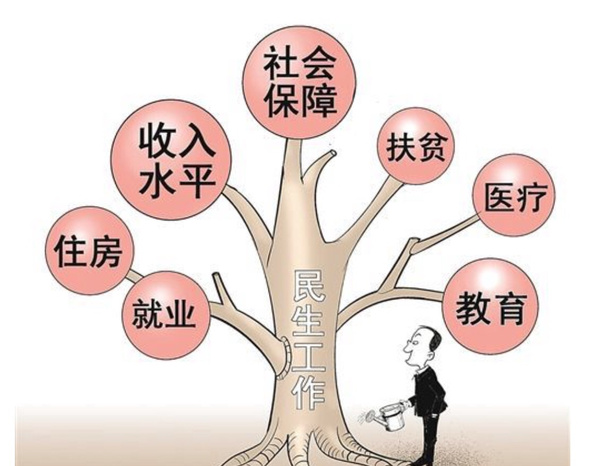 社会
保障
收入
水平
扶贫
医疗
住房
就业
教育
民生工作